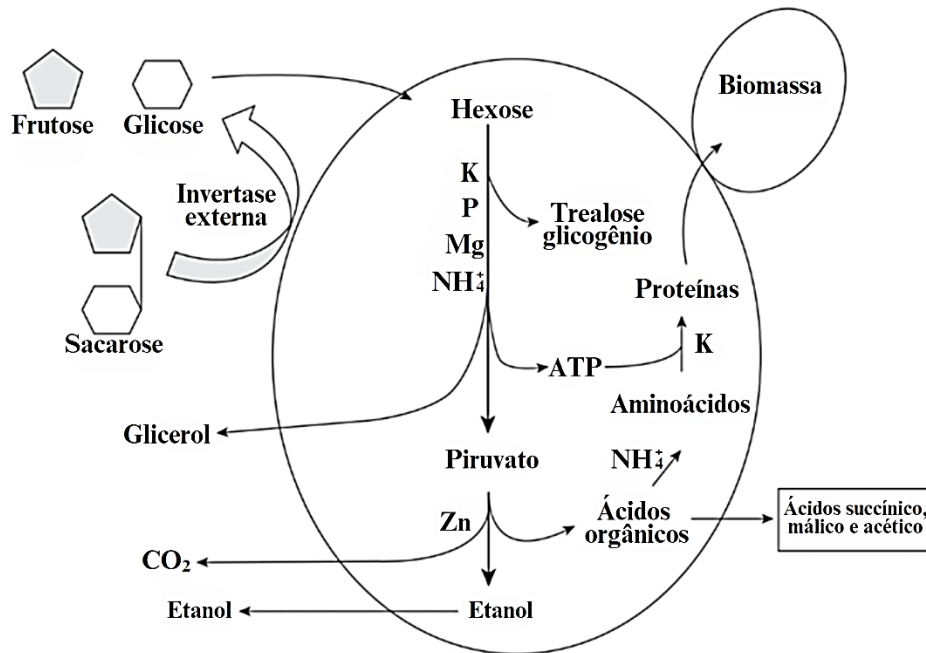 Frutose
Glicose
Hexose
Biomassa
Invertase
externa
K
P
Mg
NH₄⁺
Trealose
glicogênio
Sacarose
Proteínas
K
ATP
Aminoácidos
Glicerol
Piruvato
NH₄⁺
Zn
Ácidos
orgânicos
Ácidos succínico,
málico e acético
CO₂
Etanol
Etanol